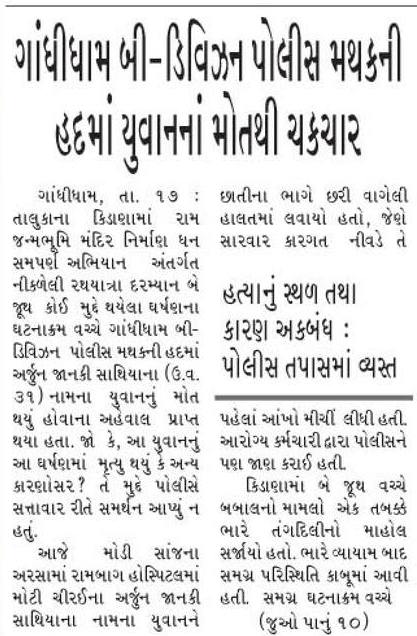 ગાંધીધામ બી-ડિવિઝન પોલીસ મથકની
હદમાં યુવાનનાં મોતથી ચકચાર
ગાંધીધામ, તા. ૧૭ :
તાલુકાના કિડાણામાં રામ
જન્મભૂમિ મંદિર નિર્માણ ધન
સમપર્ણ અભિયાન અંતર્ગત
નીકળેલી રથયાત્રા દરમ્યાન બે
જૂથ કોઈ મુદ્દે થયેલા ઘર્ષણના
ઘટનાક્રમ વચ્ચે ગાંધીધામ બી-
ડિવિઝન પોલીસ મથકની હદમાં
અર્જુન જાનકી સાથિયાના (ઉ.વ.
૩૧) નામના યુવાનનું મોત
થયું હોવાના અહેવાલ પ્રાપ્ત
થયા હતા. જો કે, આ યુવાનનું
આ ઘર્ષણમાં મૃત્યુ થયું કે અન્ય
કારણોસર? તે મુદ્દે પોલીસે
સત્તાવાર રીતે સમર્થન આપ્યું ન
હતું.
આજે મોડી સાંજના
અરસામાં રામબાગ હોસ્પિટલમાં
મોટી ચીરઈના અર્જુન જાનકી
સાથિયાના નામના યુવાનને
છાતીના ભાગે છરી વાગેલી
હાલતમાં લવાયો હતો, જેણે
સારવાર કારગત નીવડે તે
હત્યાનું સ્થળ તથા
કારણ અકબંધ :
પોલીસ તપાસમાં વ્યસ્ત
પહેલાં આંખો મીચી લીધી હતી.
આરોગ્ય કર્મચારી દ્વારા પોલીસને
પણ જાણ કરાઈ હતી.
કિડાણામાં બે જૂથ વચ્ચે
બબાલનો મામલો એક તબક્કે
ભારે તંગદિલીનો માહોલ
સર્જાયો હતો. ભારે વ્યાયામ બાદ
સમગ્ર પરિસ્થિતિ કાબૂમાં આવી
હતી. સમગ્ર ઘટનાક્રમ વચ્ચે
(જુઓ પાનું ૧૦)